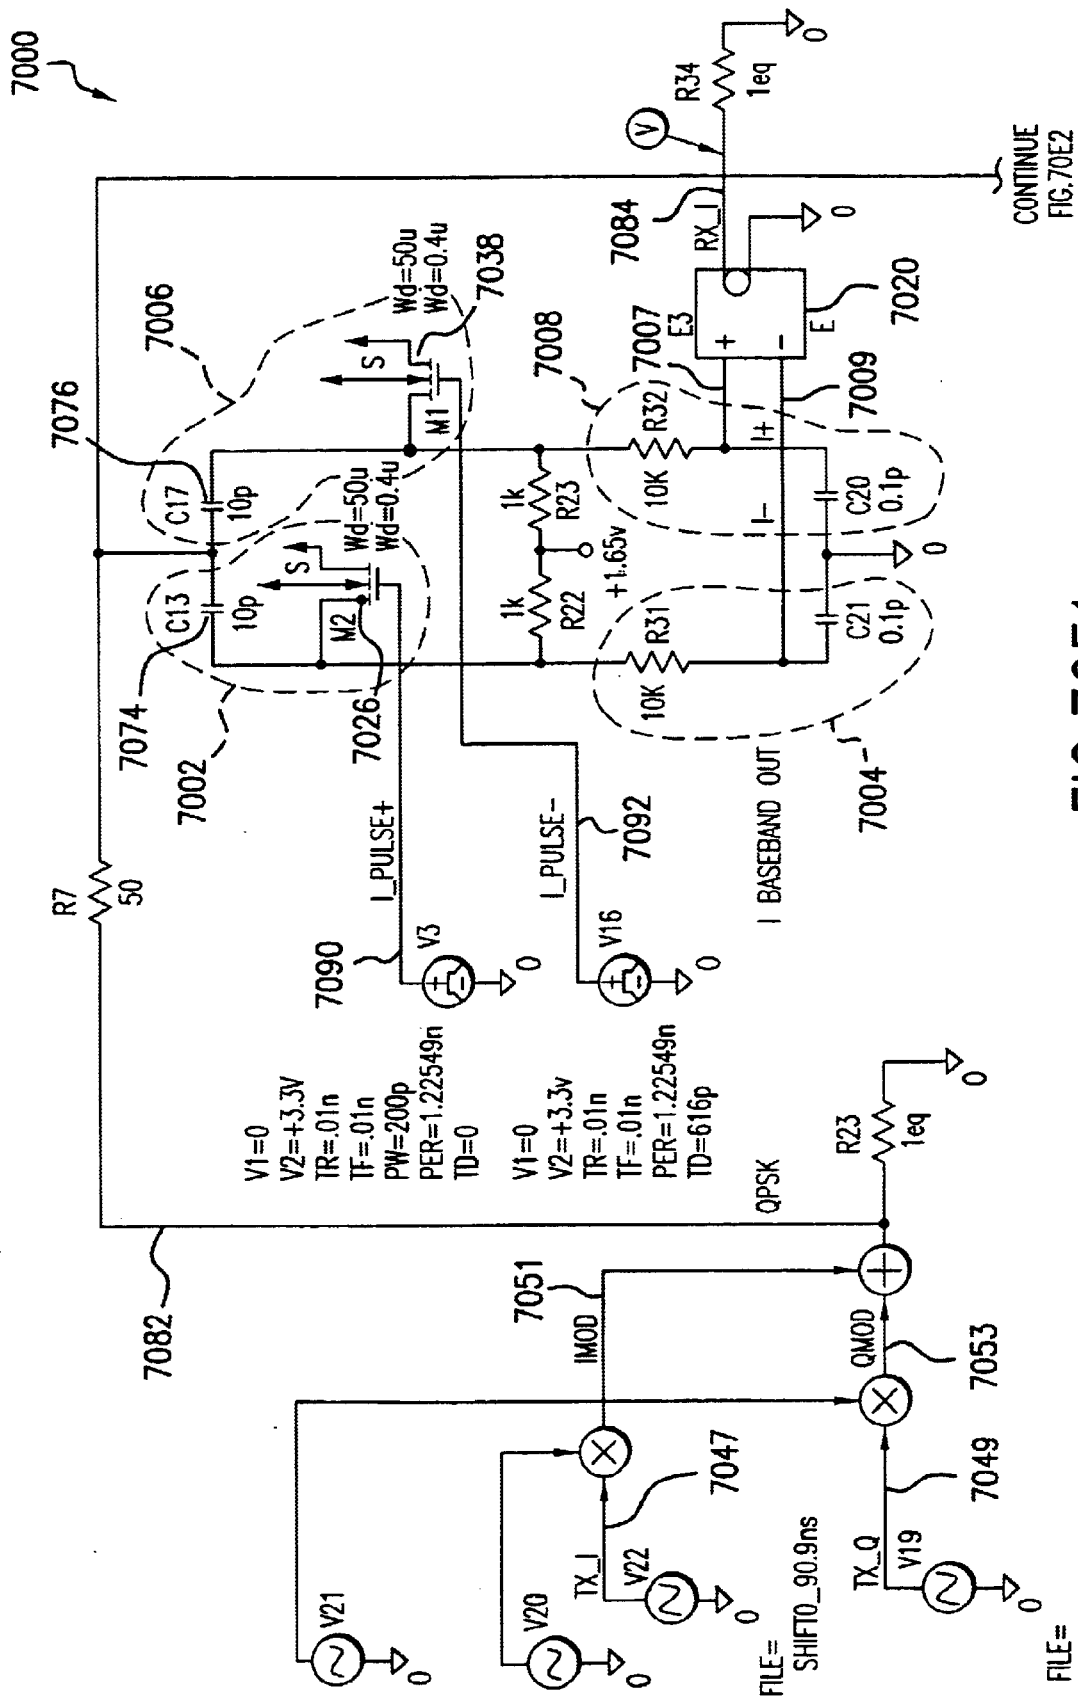 7000
R7
50
7082
7074
C13
10p
7076
C17
10p
7006
7002
M2
S
Wd=50u
Wd=0.4u
7026
M1
S
Wd=50u
Wd=0.4u
7038
7090
I_PULSE+
V3
0
I_PULSE-
7092
V16
0
V1=0
V2=+3.3V
TR=.01n
TF=.01n
PW=200p
PER=1.22549n
TD=0
V1=0
V2=+3.3v
TR=.01n
TF=.01n
PER=1.22549n
TD=616p
1k
R22
1k
R23
+1.65v
R31
10K
R32
10K
7008
7007
I-
I+
7009
C21
0.1p
C20
0.1p
0
7004
I BASEBAND OUT
E3
+
-
E
7020
0
RX_I
7084
V
R34
1eq
0
CONTINUE
FIG.70E2
V21
0
V20
0
TX_I
V22
0
FILE=
SHIFT0_90.9ns
7047
IMOD
7051
QMOD
7053
TX_Q
V19
0
FILE=
7049
QPSK
R23
1eq
0